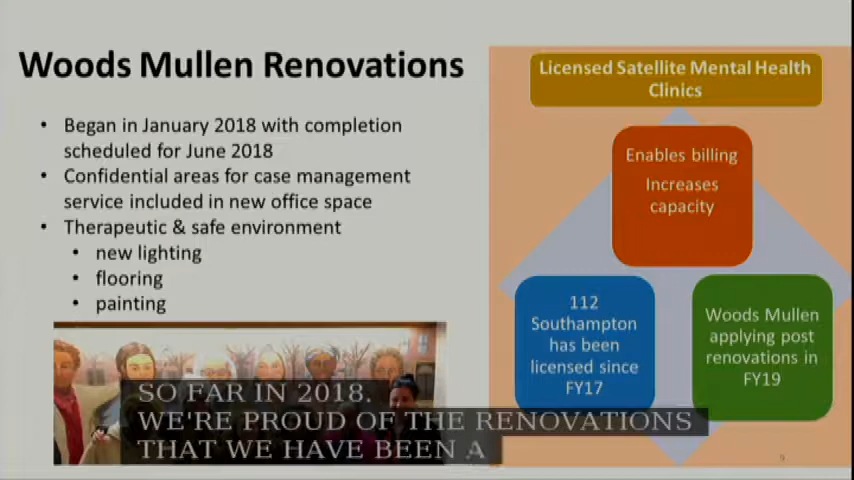 Woods Mullen Renovations
• Began in January 2018 with completion
scheduled for June 2018
• Confidential areas for case management
service included in new office space
• Therapeutic & safe environment
• new lighting
• flooring
• painting
Licensed Satellite Mental Health
Clinics
Enables billing
Increases
capacity
112
Southampton
has been
licensed since
FY17
Woods Mullen
applying post
renovations in
FY19
SO FAR IN 2018.
WE'RE PROUD OF THE RENOVATIONS
THAT WE HAVE BEEN A
9